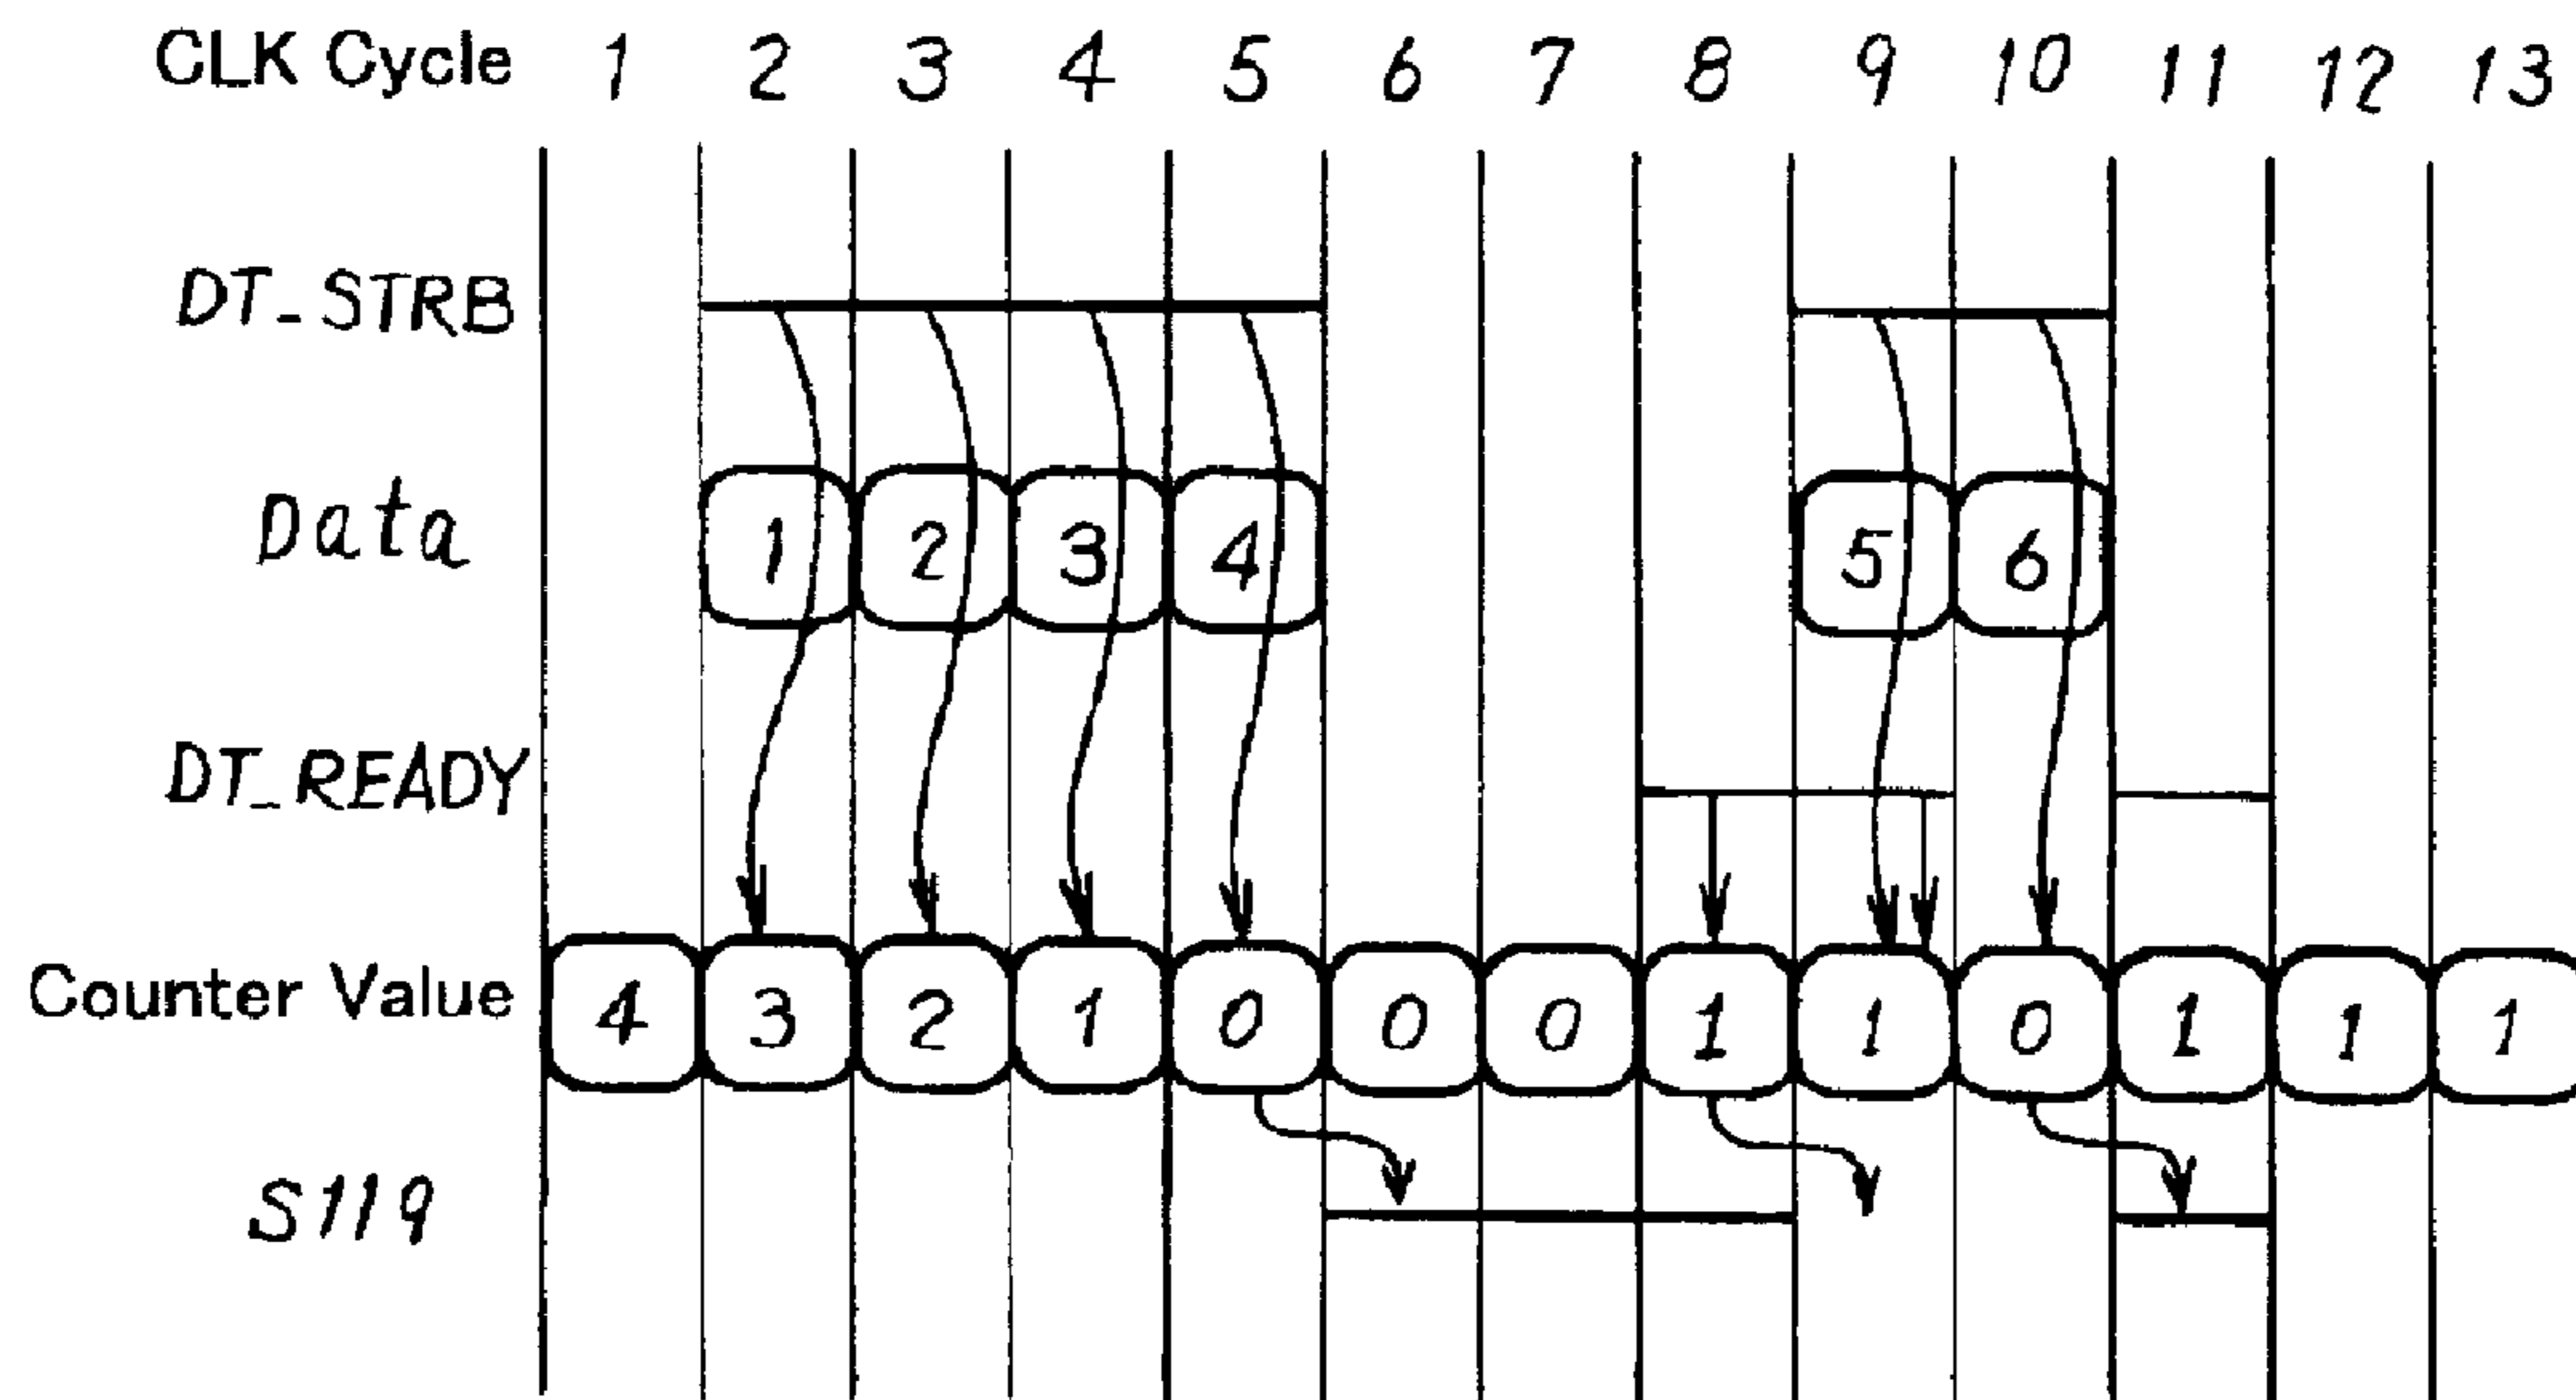 CLK Cycle 1 2 3 4 5 6 7 8 9 10 11 12 13
DT_STRB
Data 1 2 3 4 5 6
DT_READY
Counter Value 4 3 2 1 0 0 0 1 1 0 1 1 1
S119